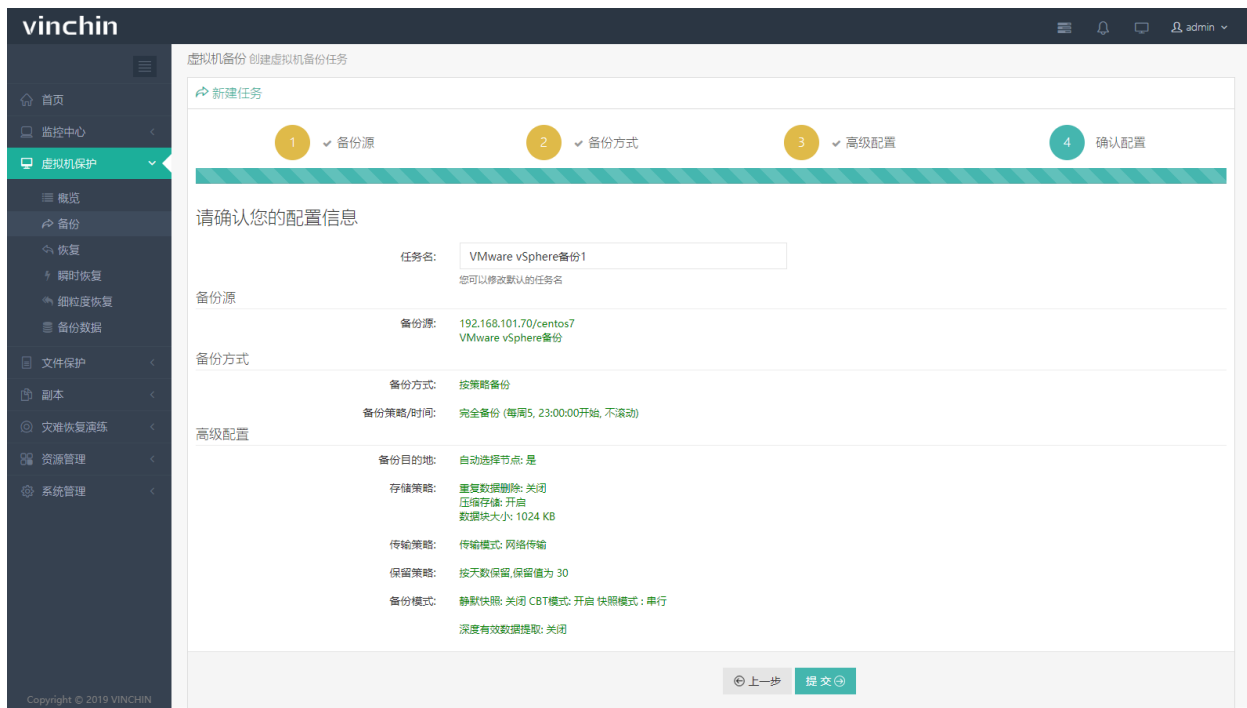 vinchin
admin
虚拟机备份 创建虚拟机备份任务
新建任务
首页
监控中心
虚拟机保护
概览
备份
恢复
瞬时恢复
细粒度恢复
备份数据
文件保护
副本
灾难恢复演练
资源管理
系统管理
Copyright © 2019 VINCHIN
1 备份源
2 备份方式
3 高级配置
4 确认配置
请确认您的配置信息
任务名: VMware vSphere备份1
您可以修改默认的任务名
备份源
备份源: 192.168.101.70/centos7
VMware vSphere备份
备份方式
备份方式: 按策略备份
备份策略/时间: 完全备份 (每周5, 23:00:00开始, 不滚动)
高级配置
备份目的地: 自动选择节点: 是
存储策略: 重复数据删除: 关闭
压缩存储: 开启
数据块大小: 1024 KB
传输策略: 传输模式: 网络传输
保留策略: 按天数保留,保留值为 30
备份模式: 静默快照: 关闭 CBT模式: 开启 快照模式 : 串行
深度有效数据提取: 关闭
上一步 提交